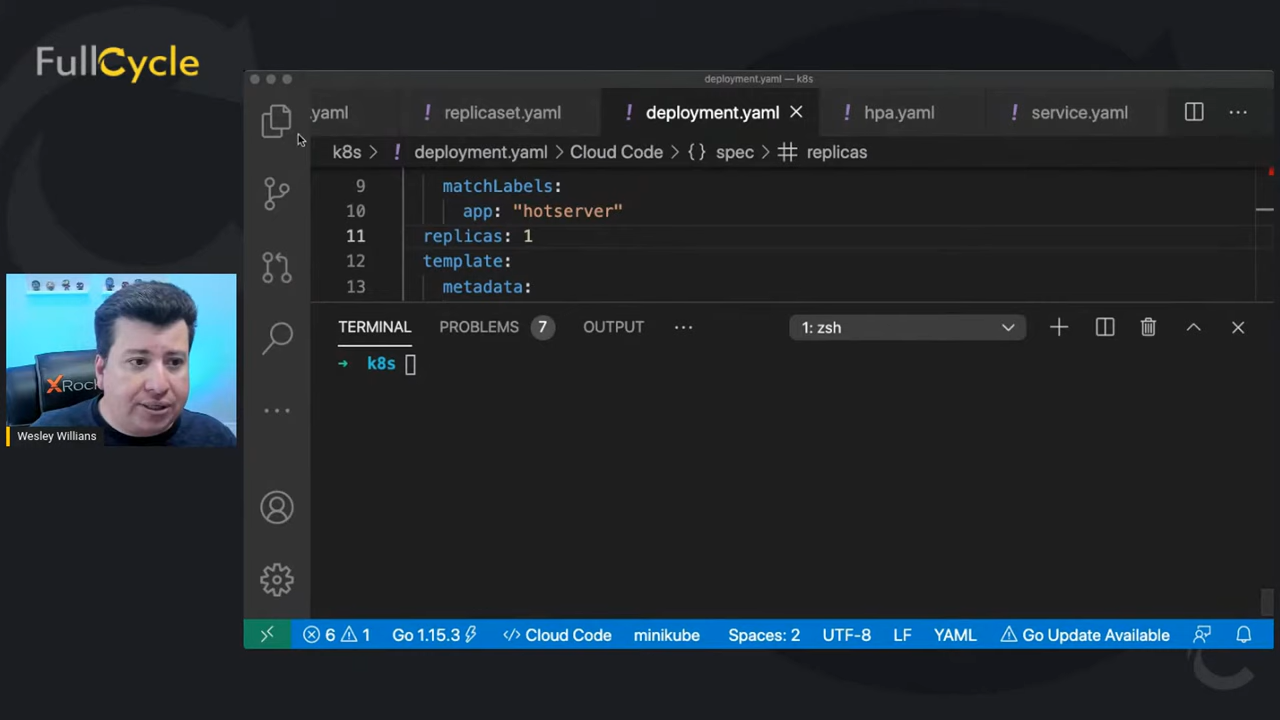 FullCycle
deployment.yaml — k8s
.yaml
! replicaset.yaml
! deployment.yaml
! hpa.yaml
! service.yaml
k8s > ! deployment.yaml > Cloud Code > {} spec > replicas
9 matchLabels:
10 app: "hotserver"
11 replicas: 1
12 template:
13 metadata:
TERMINAL PROBLEMS 7 OUTPUT ... 1: zsh
→ k8s
XRock
Wesley Willians
6 1 Go 1.15.3 </> Cloud Code minikube Spaces: 2 UTF-8 LF YAML Go Update Available